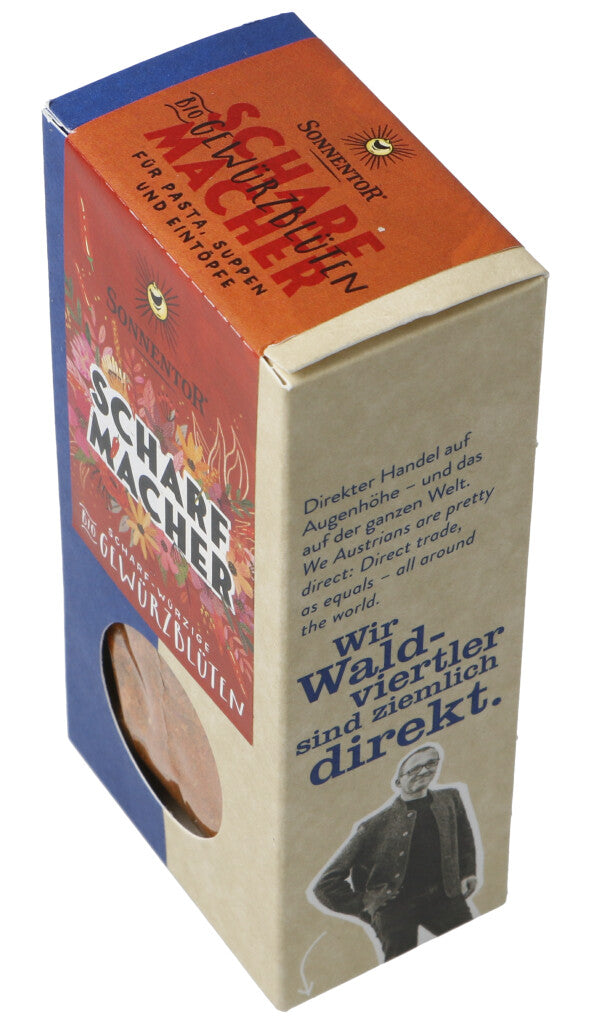 SONNENTOR®
SCHARF
MACHER
BIO GEWÜRZBLÜTEN
FÜR PASTA, SUPPEN
UND EINTÖPFE
SONNENTOR®
SCHARF
MACHER
SCHARF-WÜRZIGE
BIO GEWÜRZBLÜTEN
Direkter Handel auf
Augenhöhe – und das
auf der ganzen Welt.
We Austrians are pretty
direct: Direct trade,
as equals – all around
the world.
Wir
Wald-
viertler
sind ziemlich
direkt.